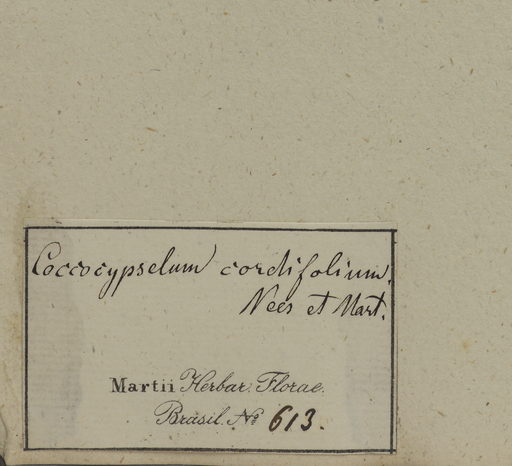 Coccocypselum cordifolium.
Nees et Mart.
Martii Herbar. Florae
Brasil. No 613.